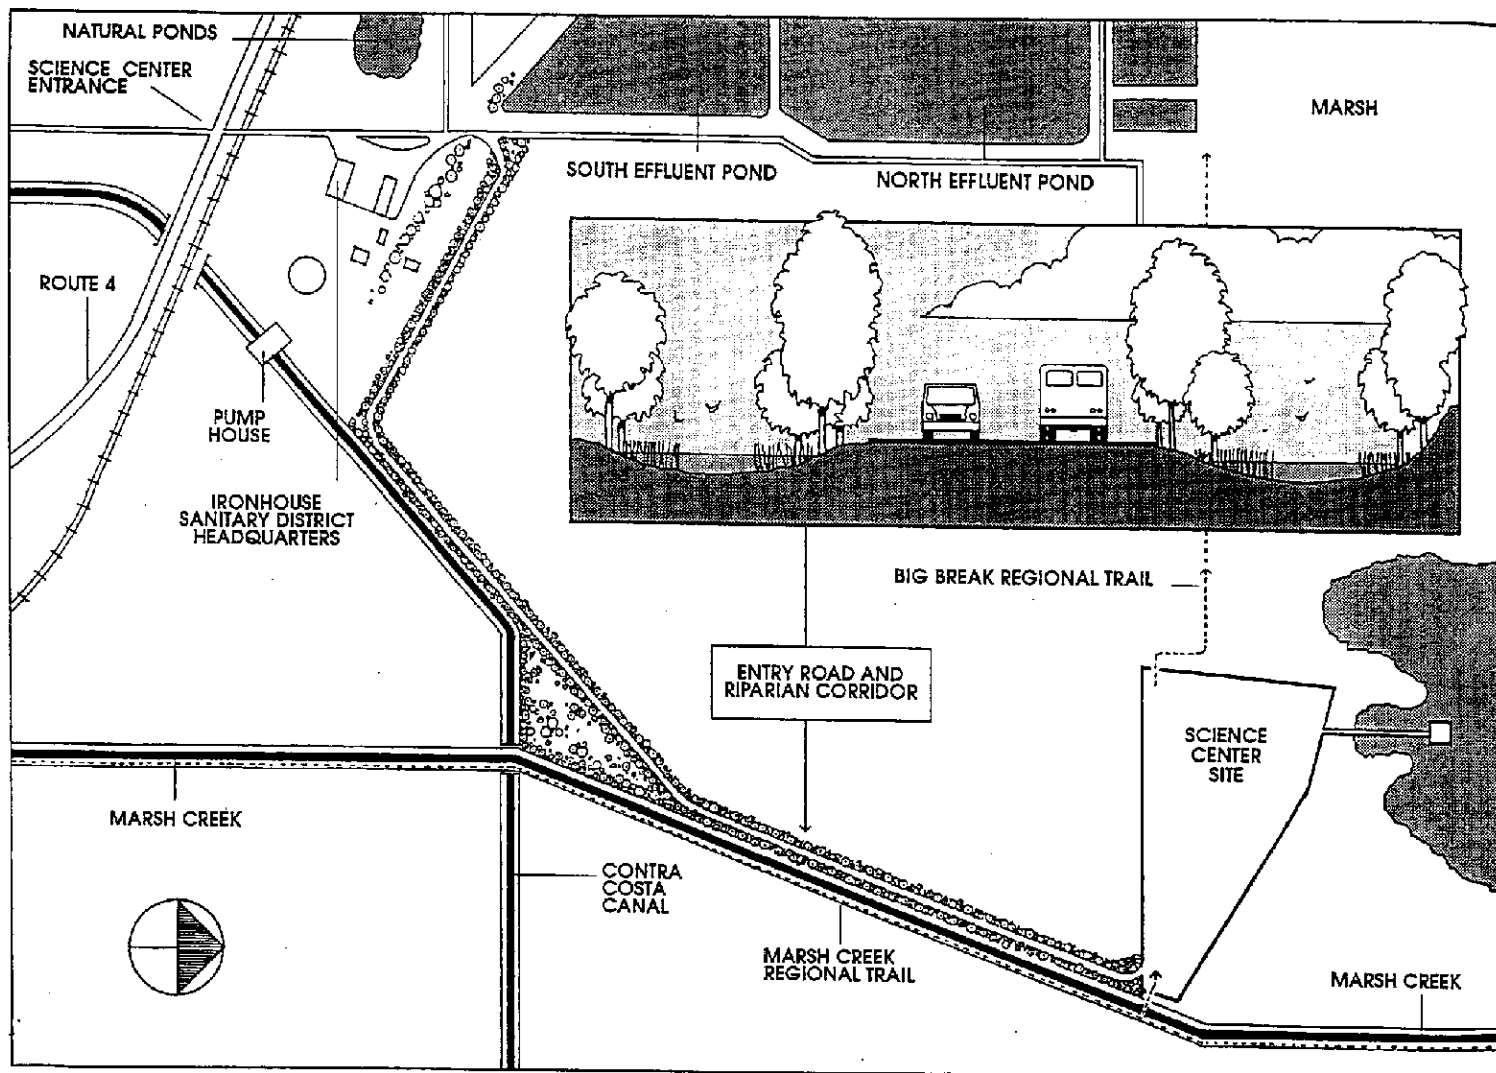 NATURAL PONDS
SCIENCE CENTER
ENTRANCE
MARSH
SOUTH EFFLUENT POND
NORTH EFFLUENT POND
ROUTE 4
PUMP
HOUSE
IRONHOUSE
SANITARY DISTRICT
HEADQUARTERS
BIG BREAK REGIONAL TRAIL
ENTRY ROAD AND
RIPARIAN CORRIDOR
SCIENCE
CENTER
SITE
MARSH CREEK
CONTRA
COSTA
CANAL
MARSH CREEK
REGIONAL TRAIL
MARSH CREEK